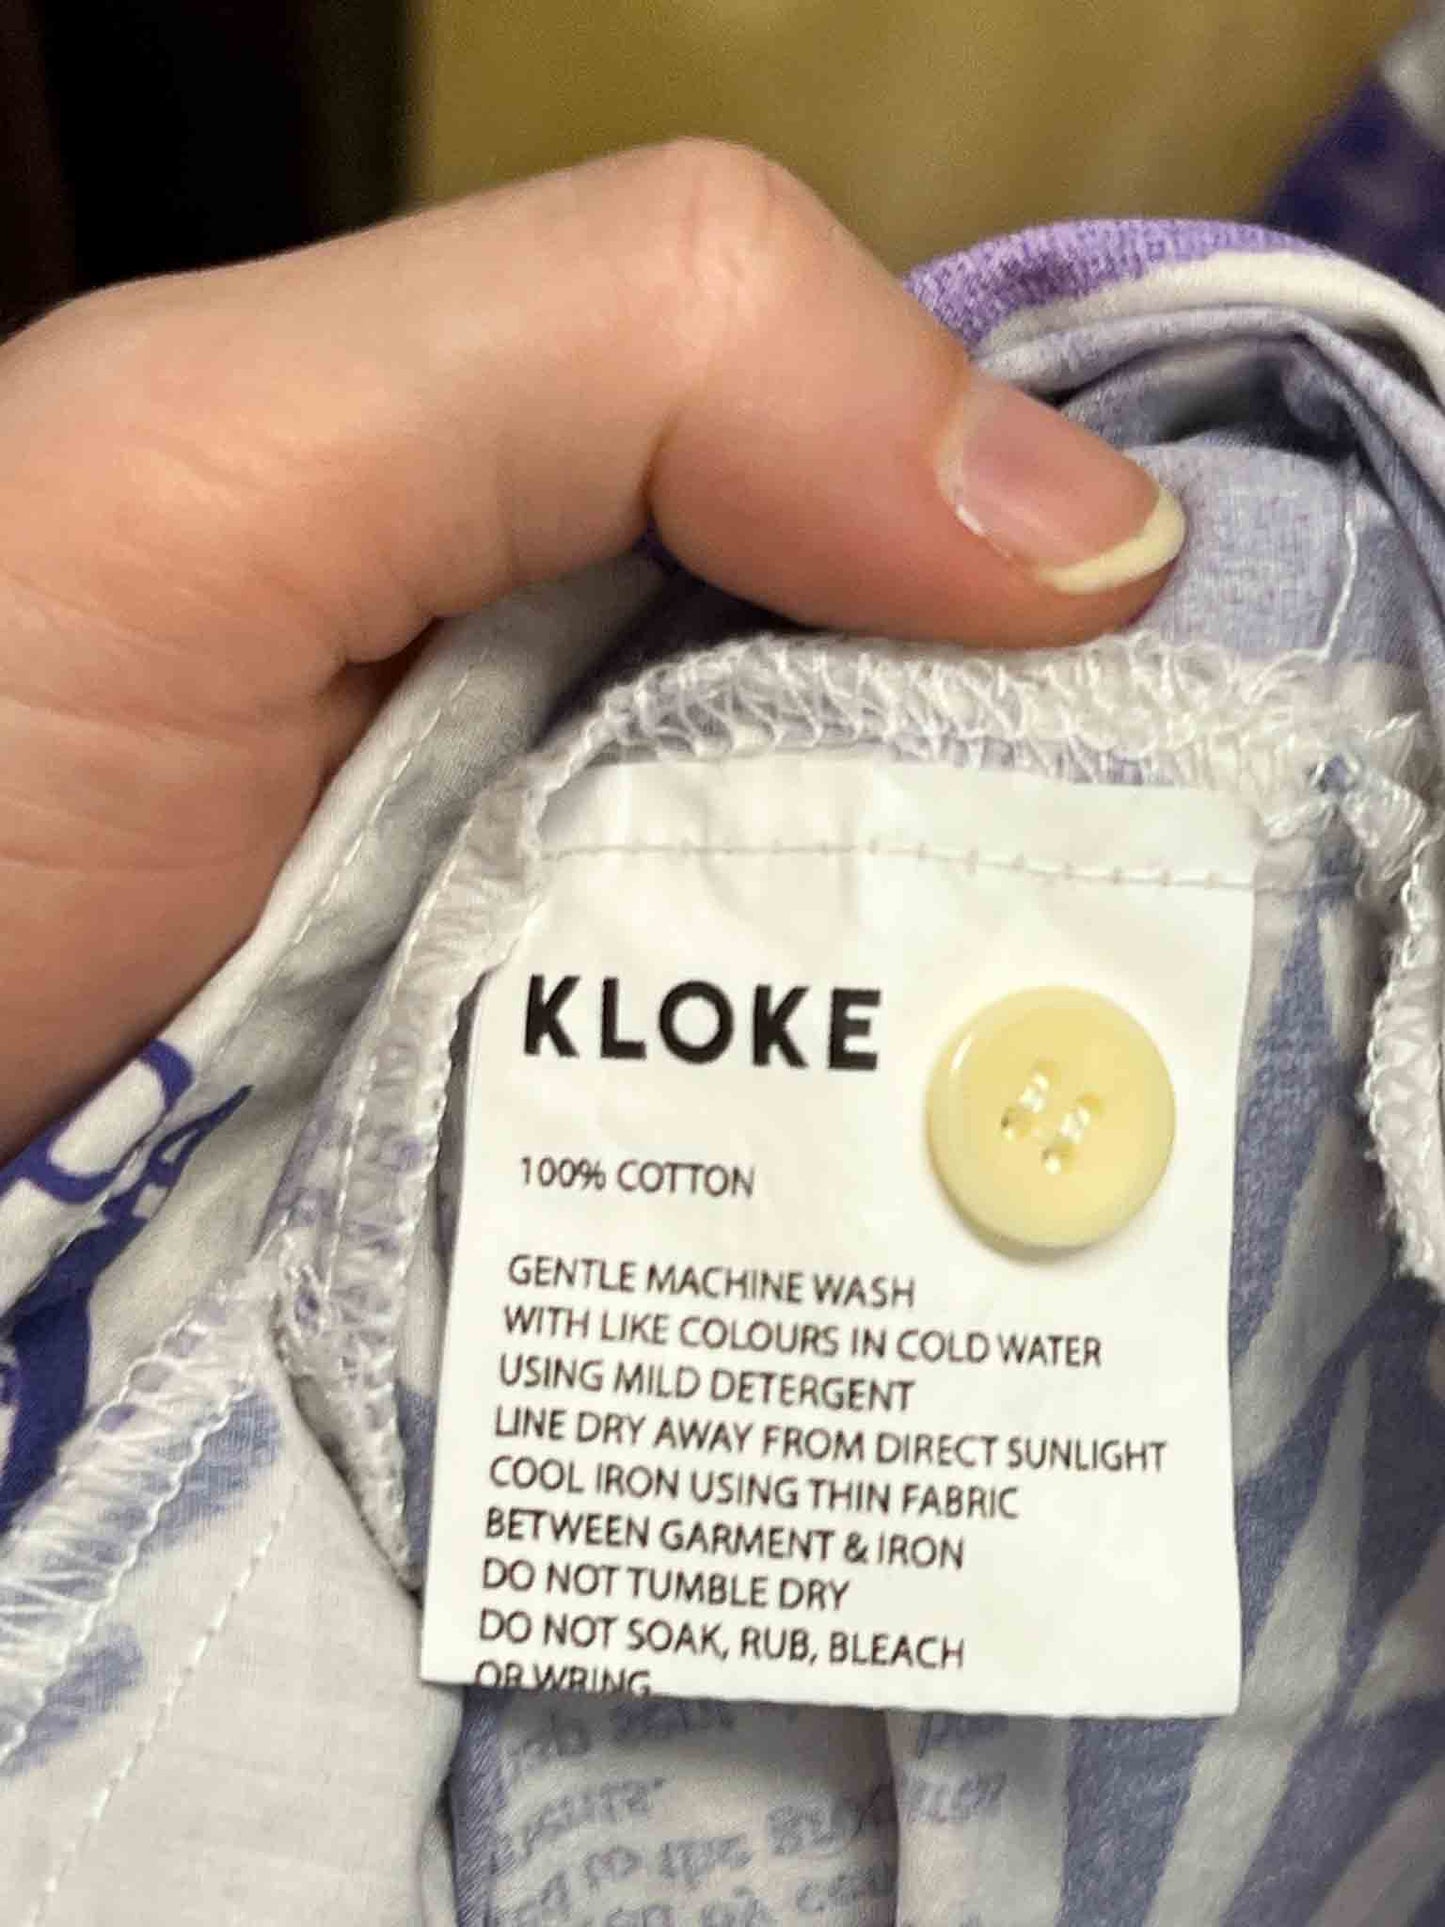 KLOKE
100% COTTON
GENTLE MACHINE WASH
WITH LIKE COLOURS IN COLD WATER
USING MILD DETERGENT
LINE DRY AWAY FROM DIRECT SUNLIGHT
COOL IRON USING THIN FABRIC
BETWEEN GARMENT & IRON
DO NOT TUMBLE DRY
DO NOT SOAK, RUB, BLEACH
OR WRING